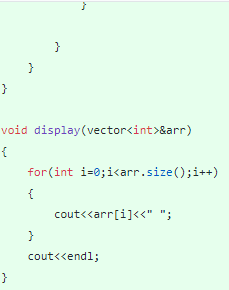 }
}
}
}
void display(vector<int>&arr)
{
for(int i=0;i<arr.size();i++)
{
cout<<arr[i]<<" ";
}
cout<<endl;
}